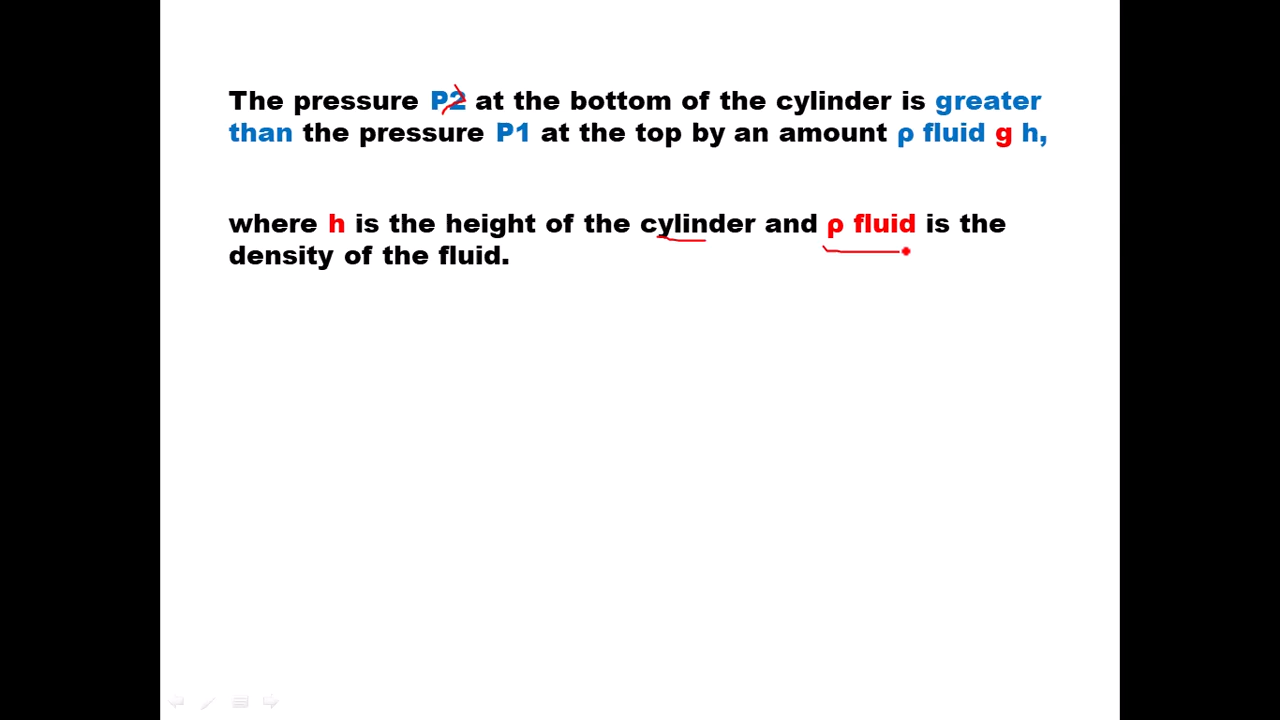 The pressure P2 at the bottom of the cylinder is greater
than the pressure P1 at the top by an amount ρ fluid g h,
where h is the height of the cylinder and ρ fluid is the
density of the fluid.